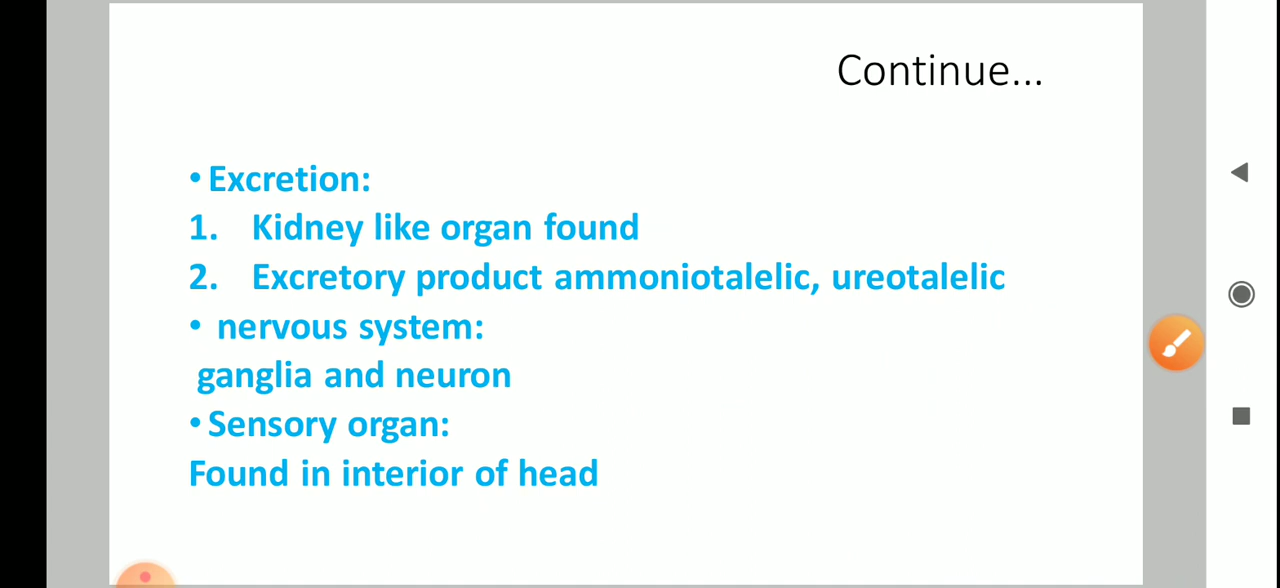 Continue...
• Excretion:
1. Kidney like organ found
2. Excretory product ammoniotalelic, ureotalelic
• nervous system:
ganglia and neuron
• Sensory organ:
Found in interior of head